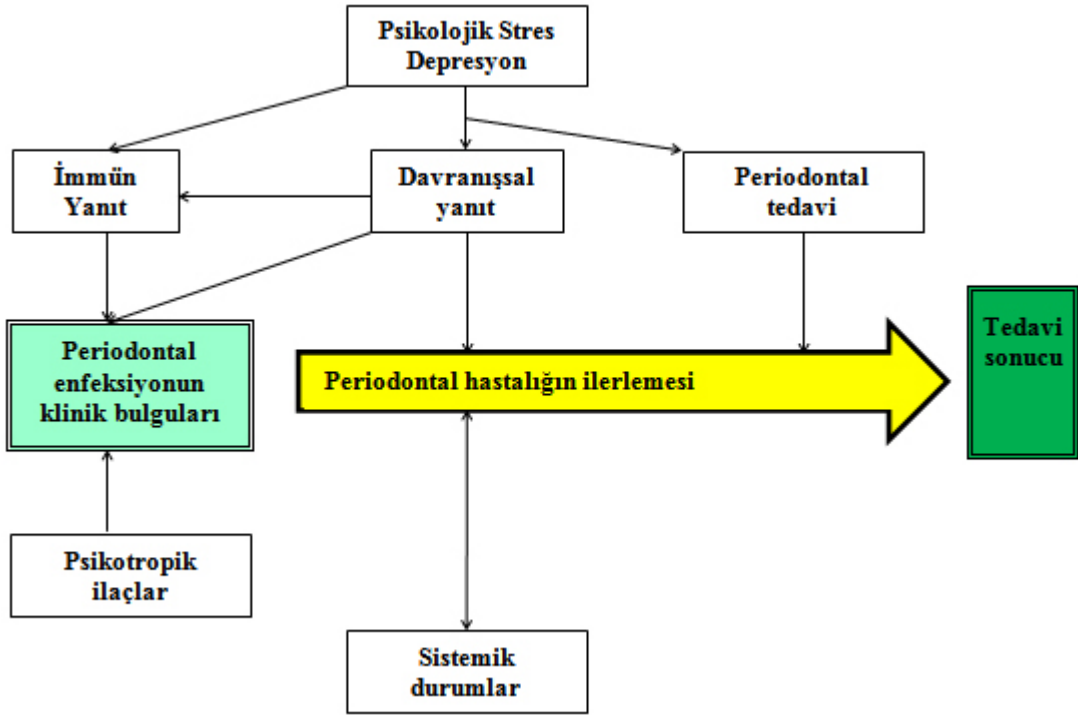 Psikolojik Stres
Depresyon
İmmün
Yanıt
Davranışsal
yanıt
Periodontal
tedavi
Periodontal
enfeksiyonun
klinik bulguları
Periodontal hastalığın ilerlemesi
Tedavi
sonucu
Psikotropik
ilaçlar
Sistemik
durumlar